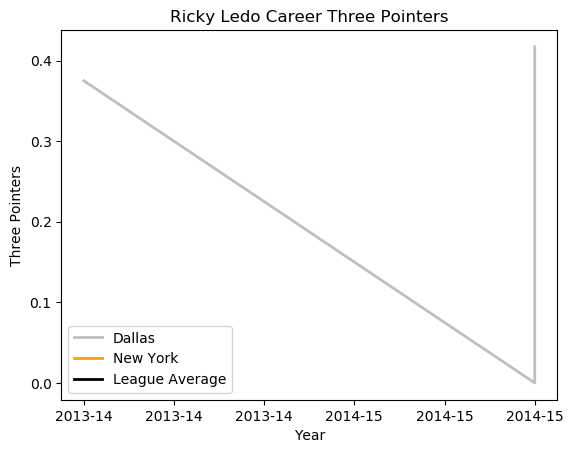 Ricky Ledo Career Three Pointers
Three Pointers
0.4
0.3
0.2
0.1
0.0
Dallas
New York
League Average
2013-14 2013-14 2013-14 2014-15 2014-15 2014-15
Year